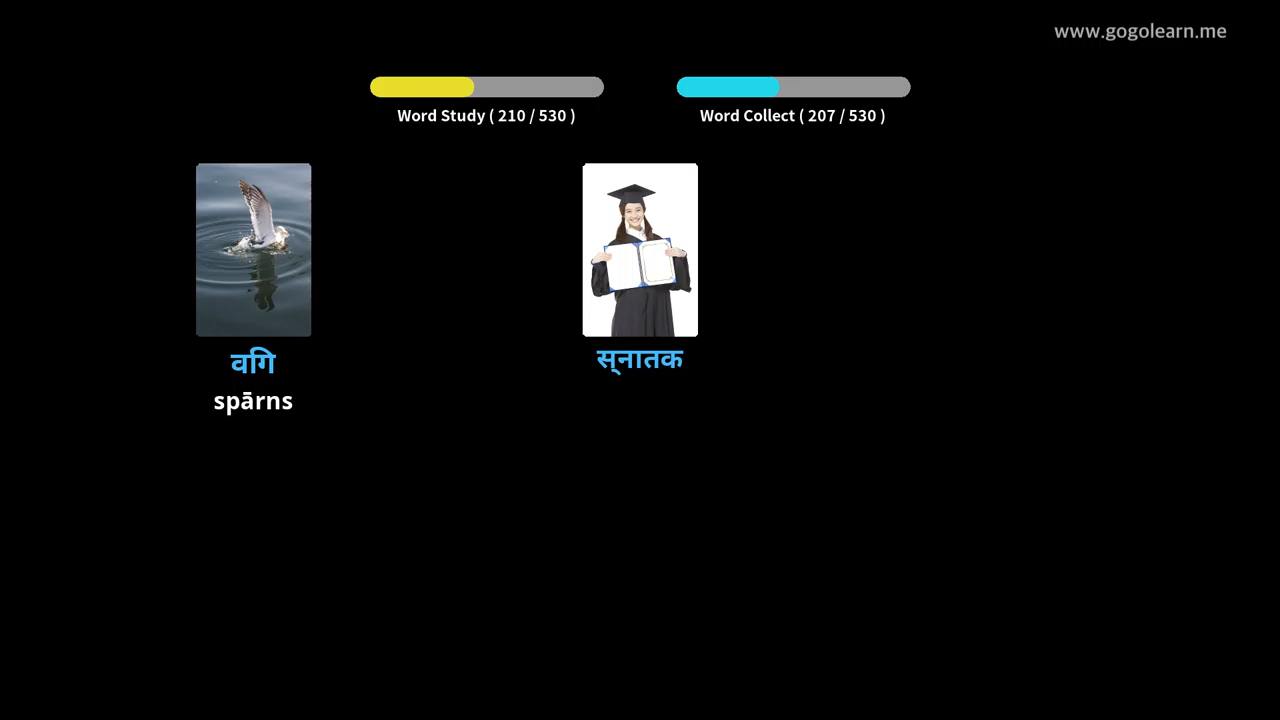 www.gogolearn.me
Word Study ( 210 / 530 )
Word Collect ( 207 / 530 )
वगि
स्‌नातक
spārns